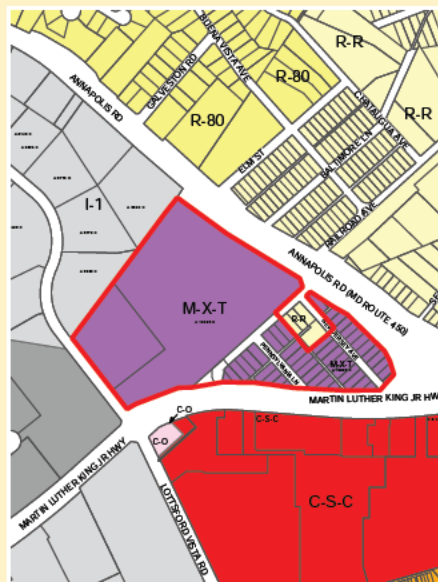 BUENA VISTA AVE
R-R
GALVESTON RD
R-80
ANNAPOLIS RD
R-80
CHATAUGUA AVE
R-R
BALTIMORE LN
ELM ST
I-1
RAILROAD AVE
ANNAPOLIS RD (MD ROUTE 450)
M-X-T
R-R
PENNSYLVANIA LN
M-X-T
MARTIN LUTHER KING JR HWY
C-O
C-S-C
C-O
MARTIN LUTHER KING JR HWY
LOTTSFORD VISTA RD
C-S-C